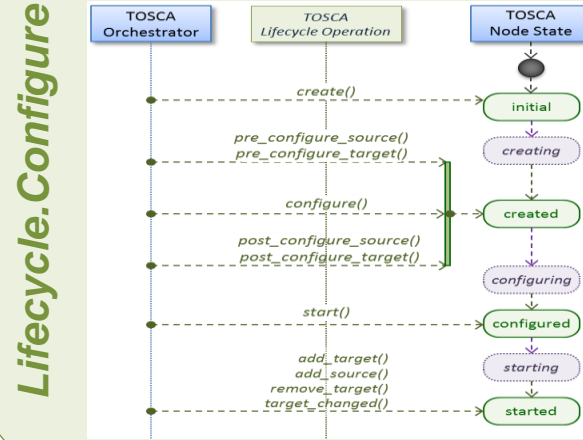 Lifecycle.Configure
TOSCA
Orchestrator
TOSCA
Lifecycle Operation
TOSCA
Node State
create()
initial
pre_configure_source()
pre_configure_target()
creating
configure()
created
post_configure_source()
post_configure_target()
configuring
start()
configured
add_target()
add_source()
remove_target()
target_changed()
starting
started